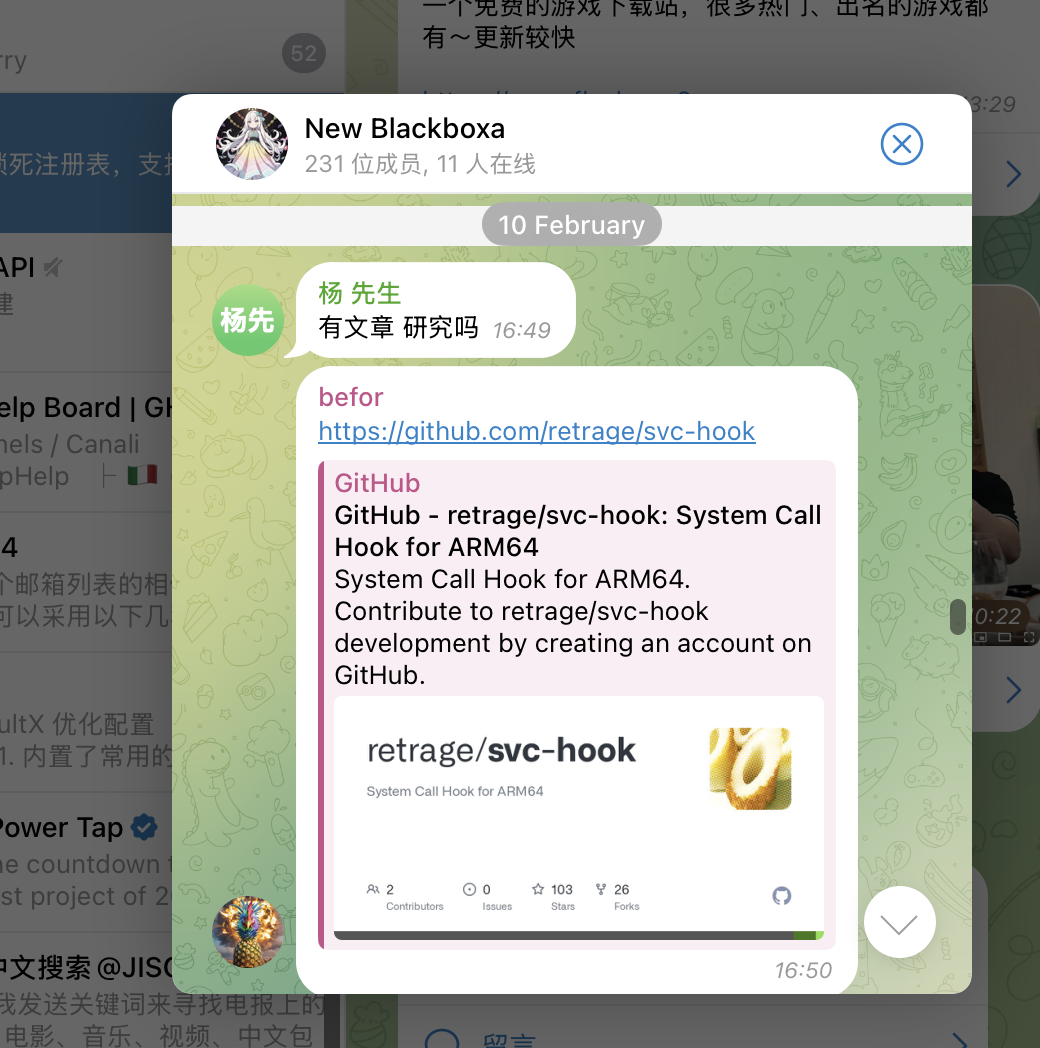 一个免费的游戏下载站，很多热门、出名的游戏都
有～更新较快
rry
52
3:29
New Blackboxa
231 位成员, 11 人在线
死注册表，支
10 February
API
建
杨 先生
杨先
有文章 研究吗 16:49
befor
https://github.com/retrage/svc-hook
elp Board | G
nels / Canali
pHelp ├ 🇮🇹
GitHub
GitHub - retrage/svc-hook: System Call
Hook for ARM64
System Call Hook for ARM64.
Contribute to retrage/svc-hook
development by creating an account on
GitHub.
4
个邮箱列表的相
可以采用以下几
0:22
ultX 优化配置
1. 内置了常用的
retrage/svc-hook
System Call Hook for ARM64
Power Tap
he countdown
st project of 2
2
Contributors
0
Issues
103
Stars
26
Forks
16:50
中文搜索@JISO
我发送关键词来寻找电报上的
电影、音乐、视频、中文包
留言